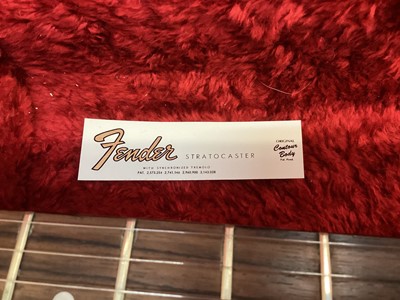 Fender STRATOCASTER
WITH SYNCHRONIZED TREMOLO
PAT. 2,573,254 2,741,146 2,960,900 3,143,028
ORIGINAL
Contour
Body